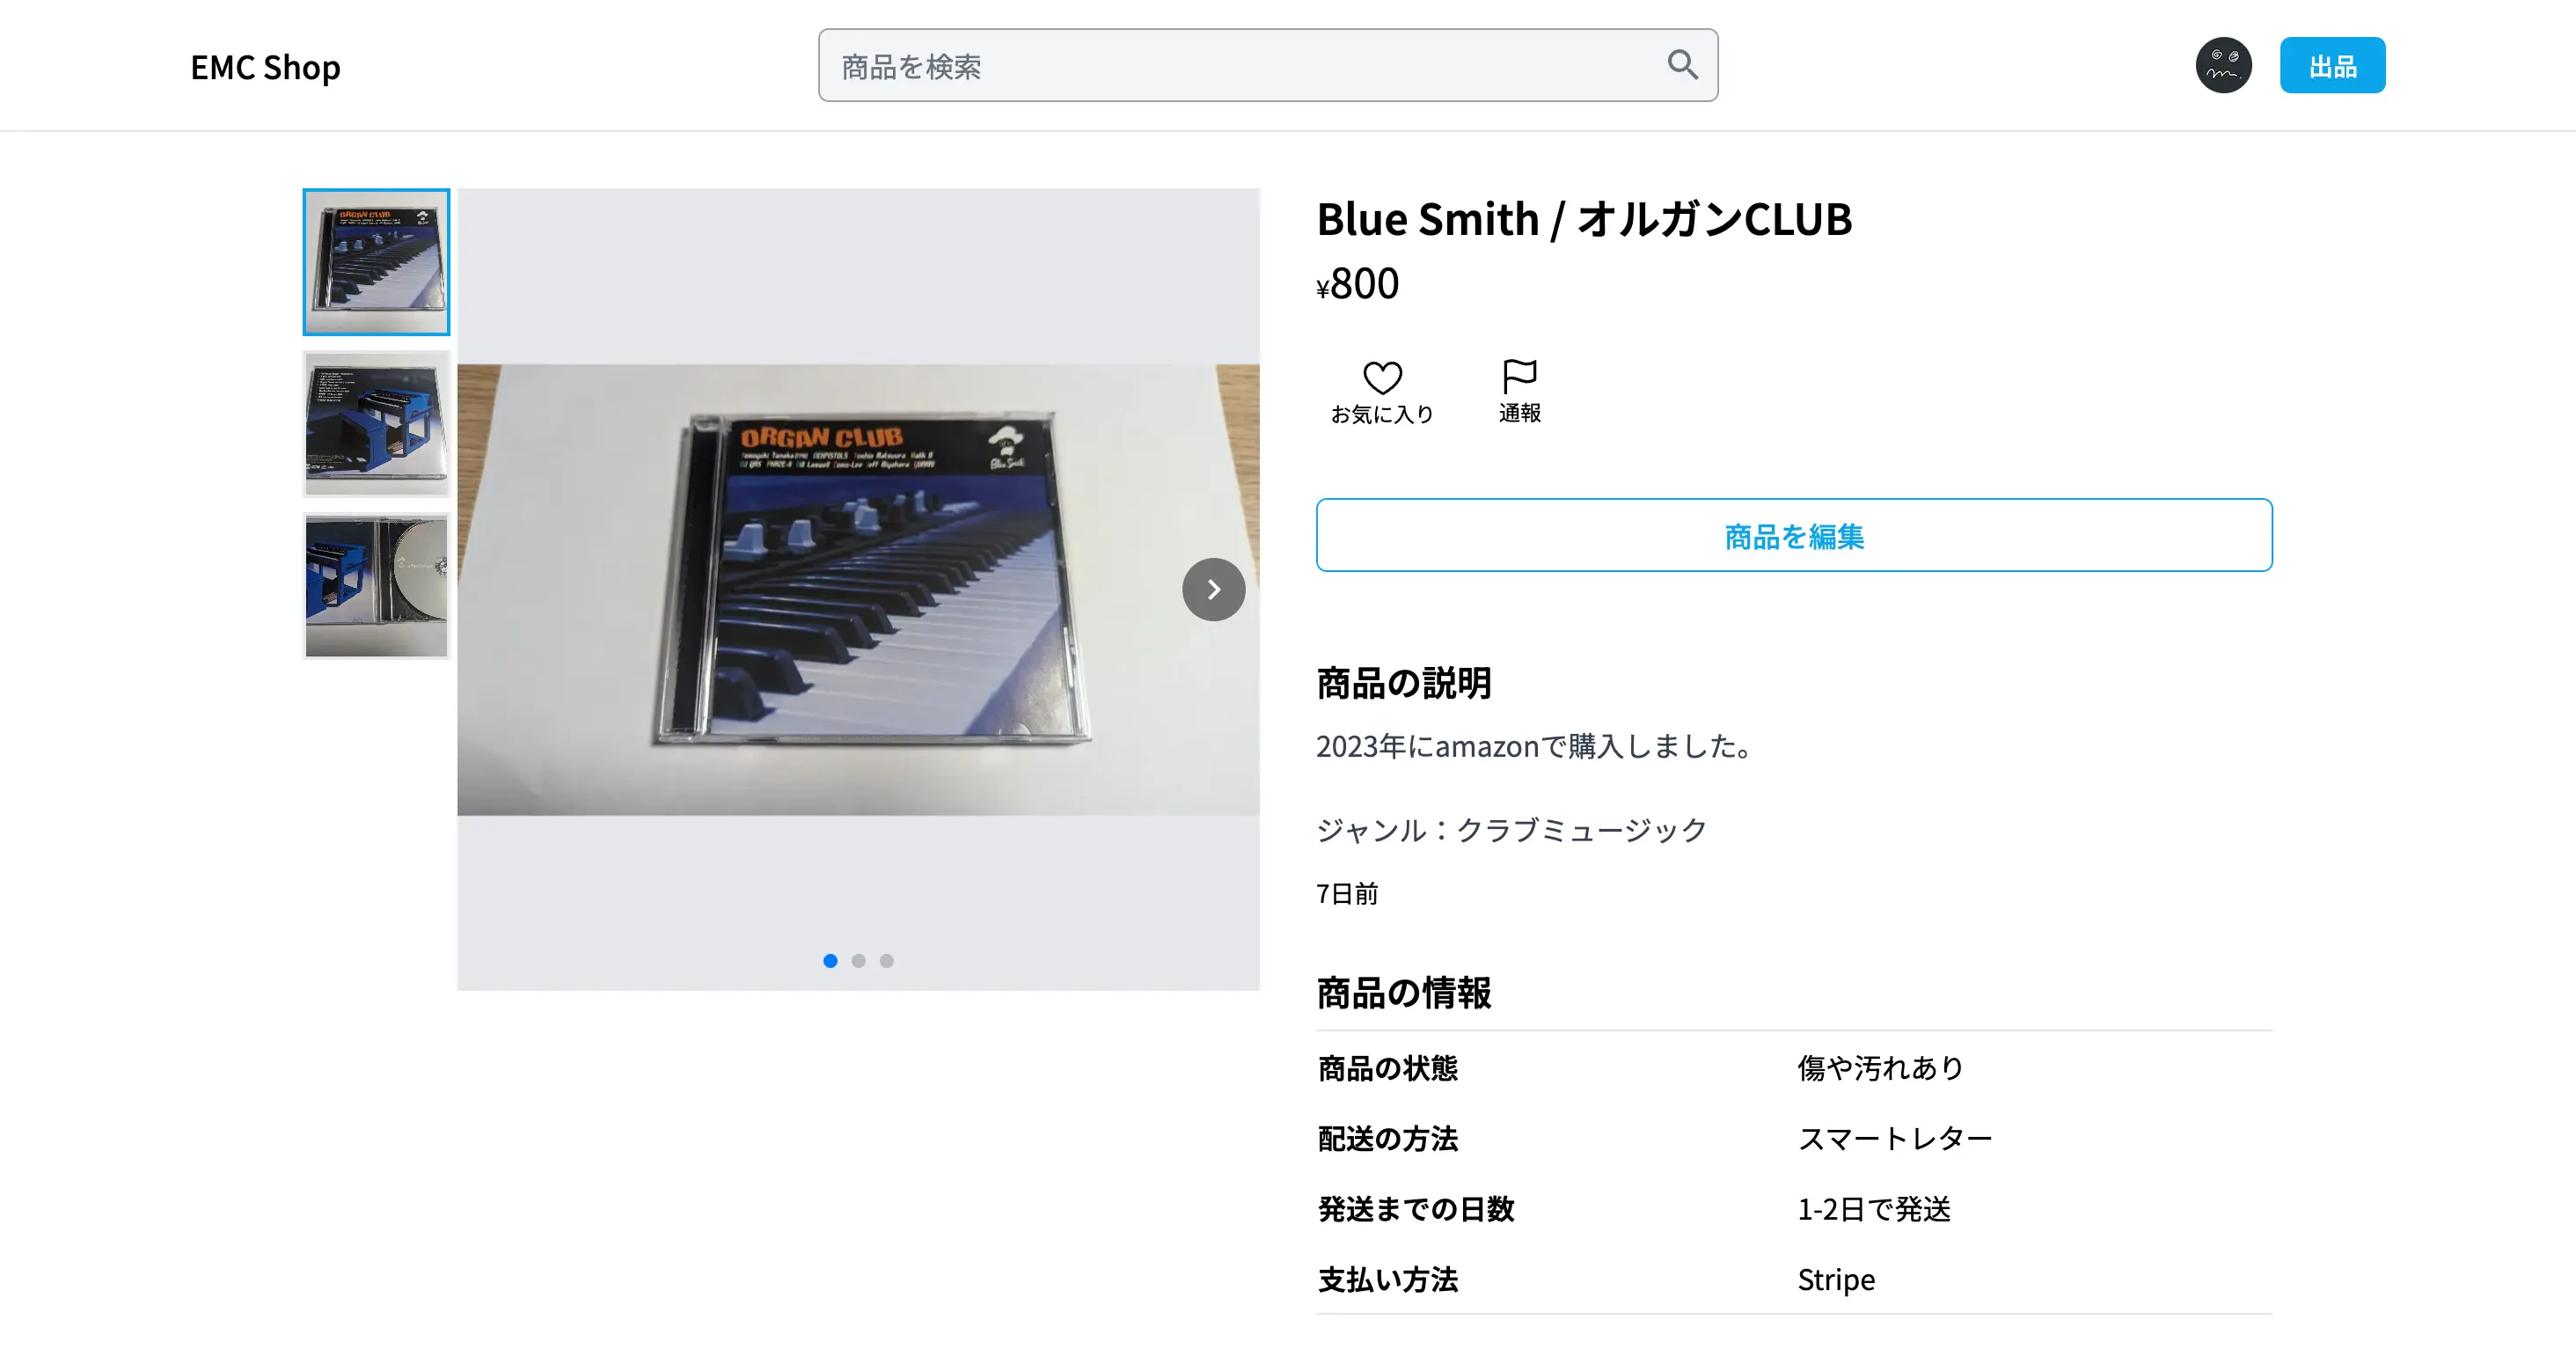 EMC Shop
商品を検索
出品
Blue Smith / オルガンCLUB
¥800
お気に入り
通報
商品を編集
ORGAN CLUB
Blue Smith
商品の説明
2023年にamazonで購入しました。
ジャンル：クラブミュージック
7日前
商品の情報
商品の状態 傷や汚れあり
配送の方法 スマートレター
発送までの日数 1-2日で発送
支払い方法 Stripe